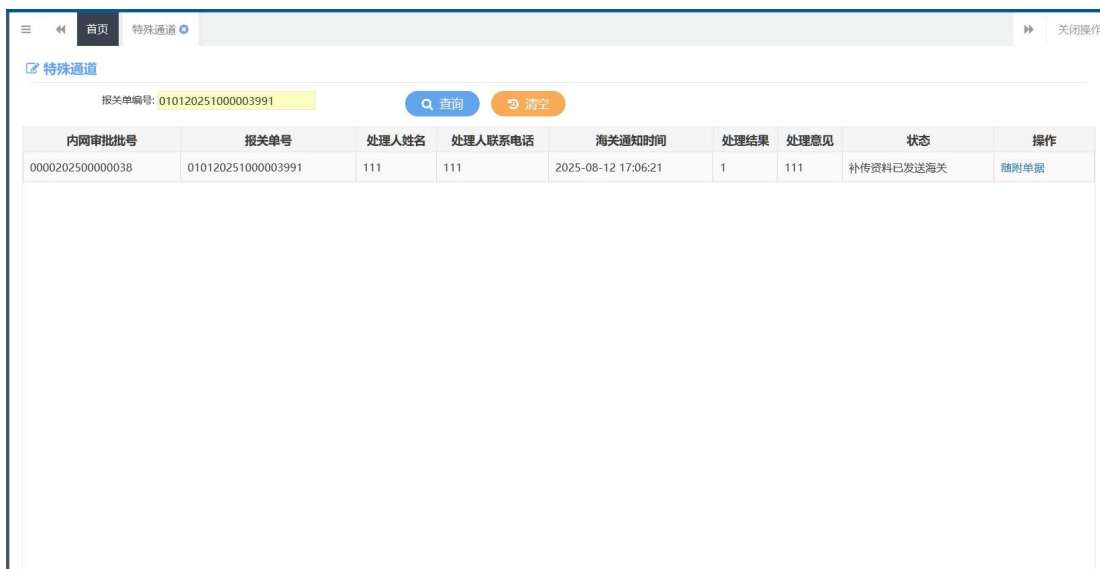 首页 特殊通道 关闭操作
特殊通道
报关单编号: 010120251000003991 查询 清空
内网审批批号 报关单号 处理人姓名 处理人联系电话 海关通知时间 处理结果 处理意见 状态 操作
0000202500000038 010120251000003991 111 111 2025-08-12 17:06:21 1 111 补传资料已发送海关 随附单据